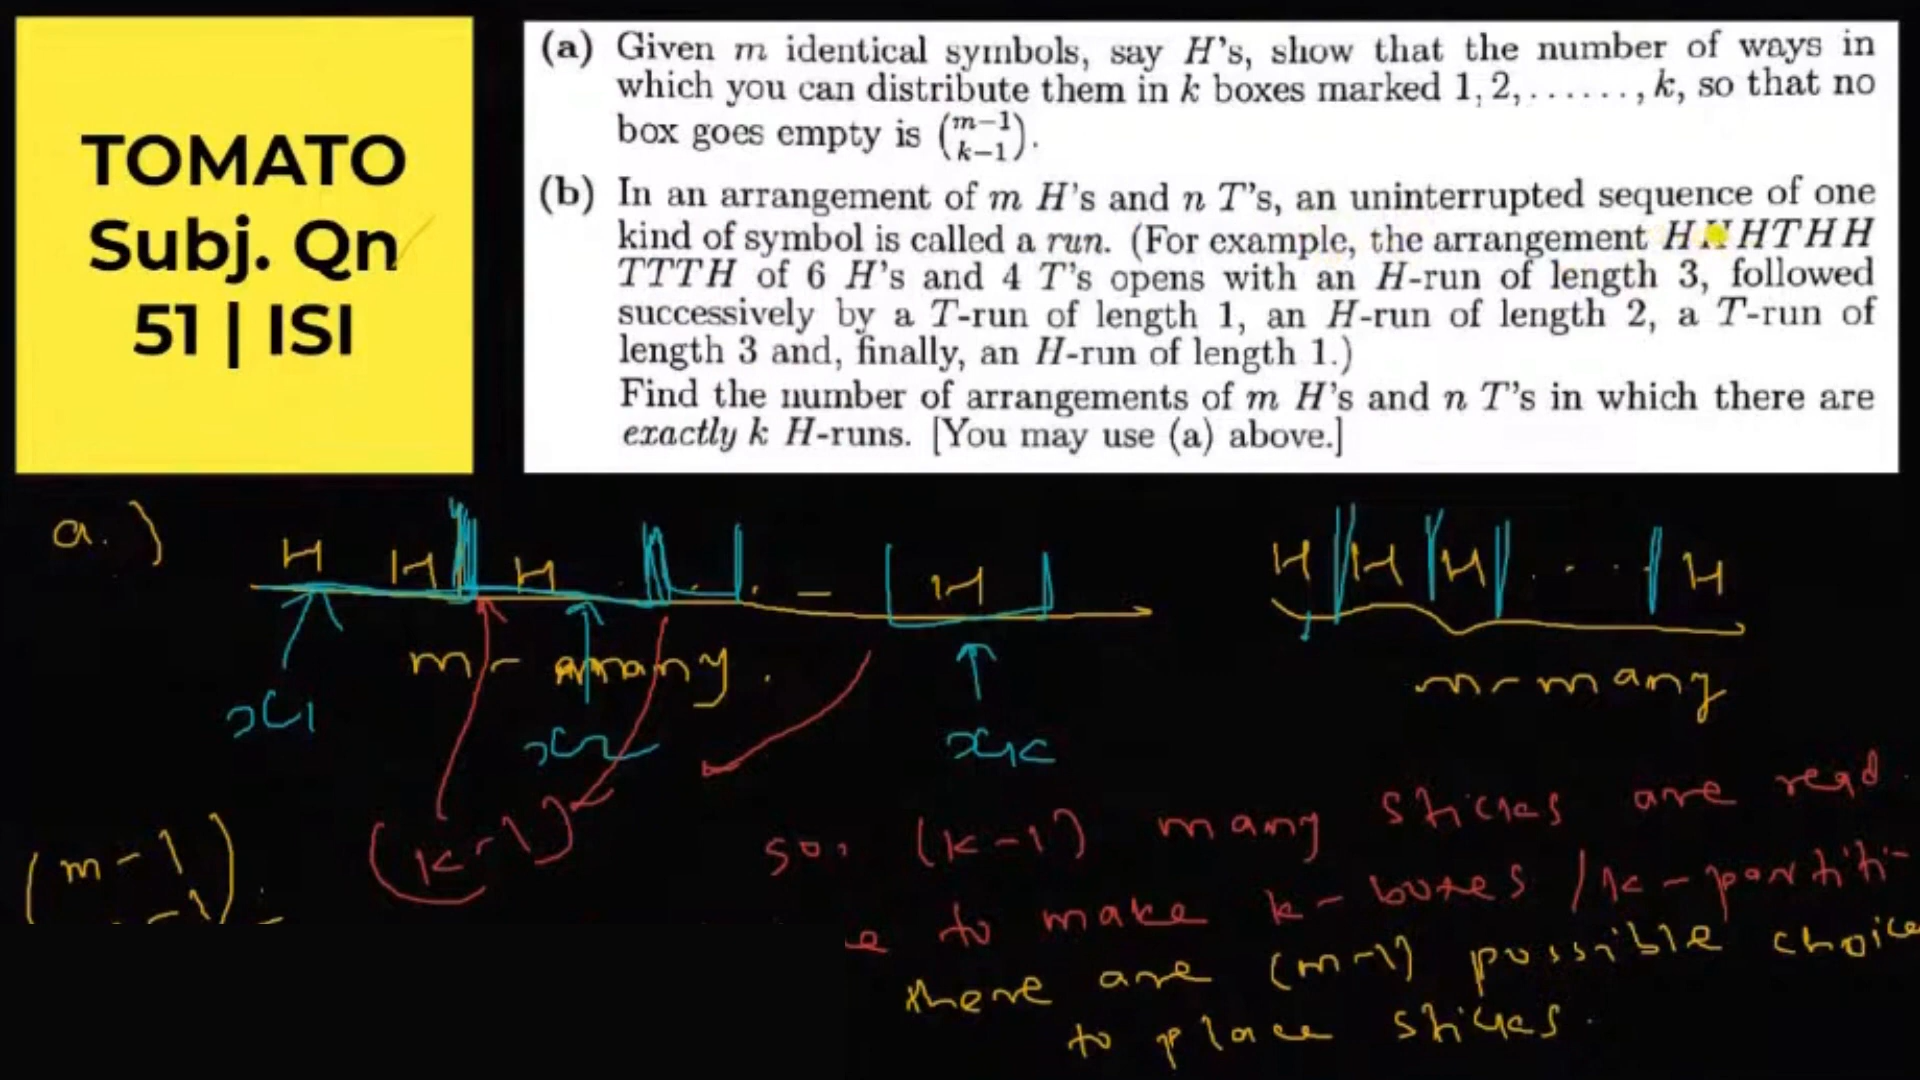 TOMATO
Subj. Qn
51 | ISI
(a) Given m identical symbols, say H's, show that the number of ways in
which you can distribute them in k boxes marked 1, 2, . . . . . . , k, so that no
box goes empty is (m−1 k−1).
(b) In an arrangement of m H's and n T's, an uninterrupted sequence of one
kind of symbol is called a run. (For example, the arrangement HHHTHH
TTTH of 6 H's and 4 T's opens with an H-run of length 3, followed
successively by a T-run of length 1, an H-run of length 2, a T-run of
length 3 and, finally, an H-run of length 1.)
Find the number of arrangements of m H's and n T's in which there are
exactly k H-runs. [You may use (a) above.]
a.)
H H H . . . . – H
m - many.
x1 x2 xk
H H H . . . . H
m - many
(m - 1
(k-1)
so, (k-1) many sticks are read
e to make k- boxes / k-partiti-
there are (m-1) possible choice
to place sticks.